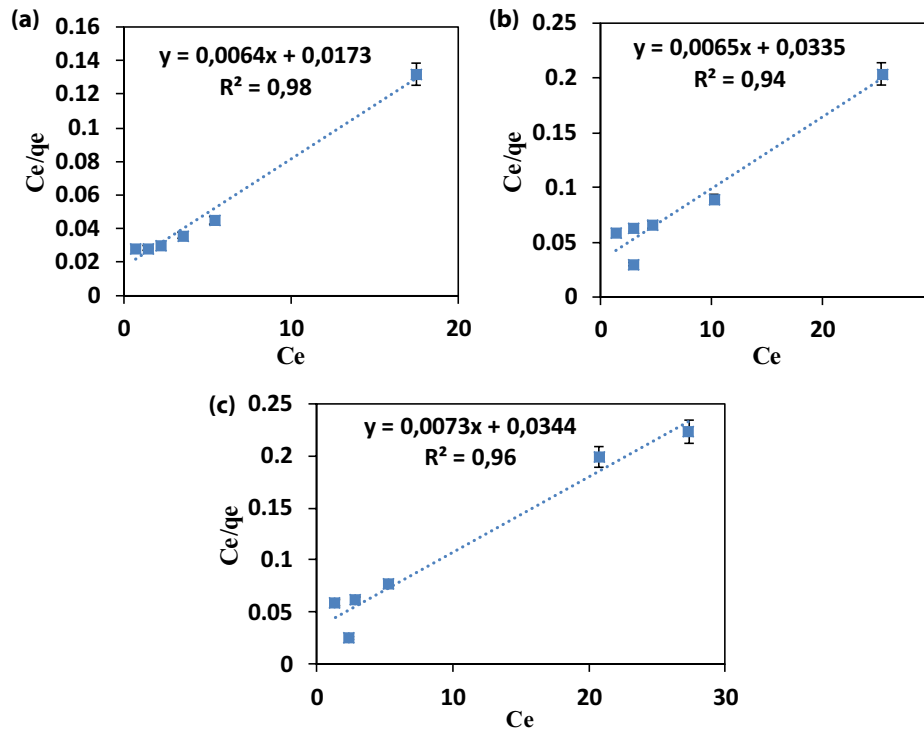 (a)
y = 0,0064x + 0,0173
R² = 0,98
Ce/qe
0.16
0.14
0.12
0.1
0.08
0.06
0.04
0.02
0
0 10 20
Ce
(b)
y = 0,0065x + 0,0335
R² = 0,94
Ce/qe
0.25
0.2
0.15
0.1
0.05
0
0 10 20
Ce
(c)
y = 0,0073x + 0,0344
R² = 0,96
Ce/qe
0.25
0.2
0.15
0.1
0.05
0
0 10 20 30
Ce